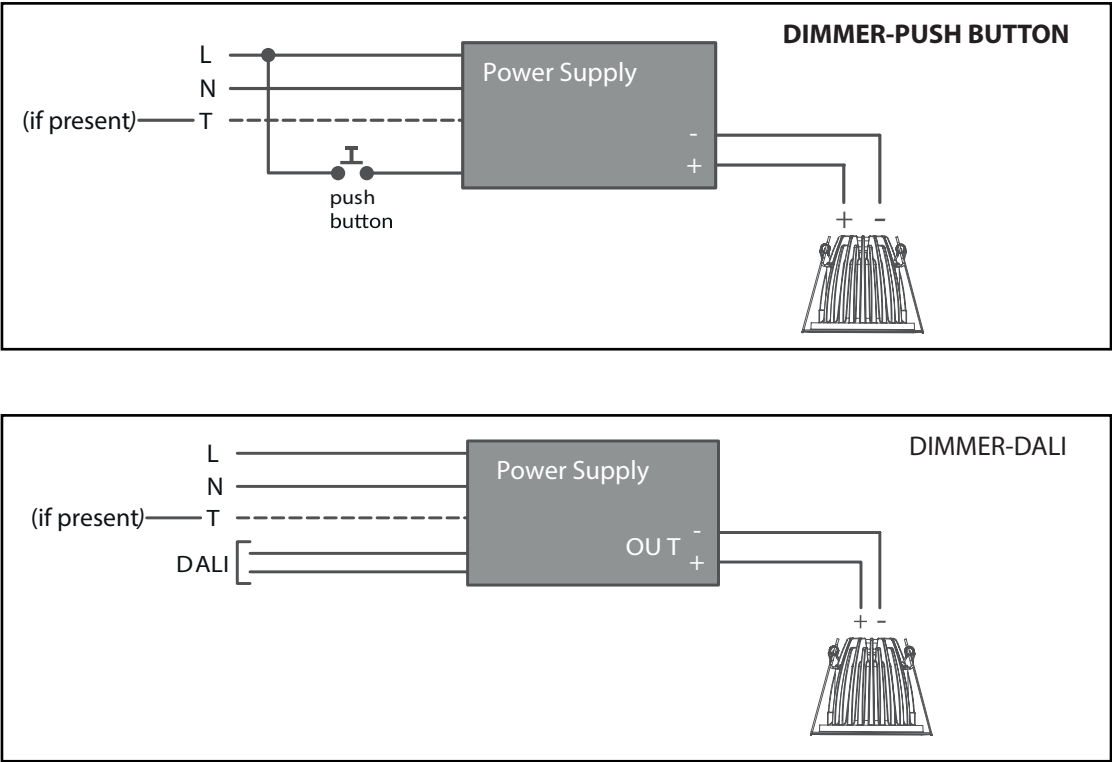 DIMMER-PUSH BUTTON
L
N
(if present) T
Power Supply
-
+
push
button
+ -
DIMMER-DALI
L
N
(if present) T
DALI
Power Supply
OUT -
+
+ -